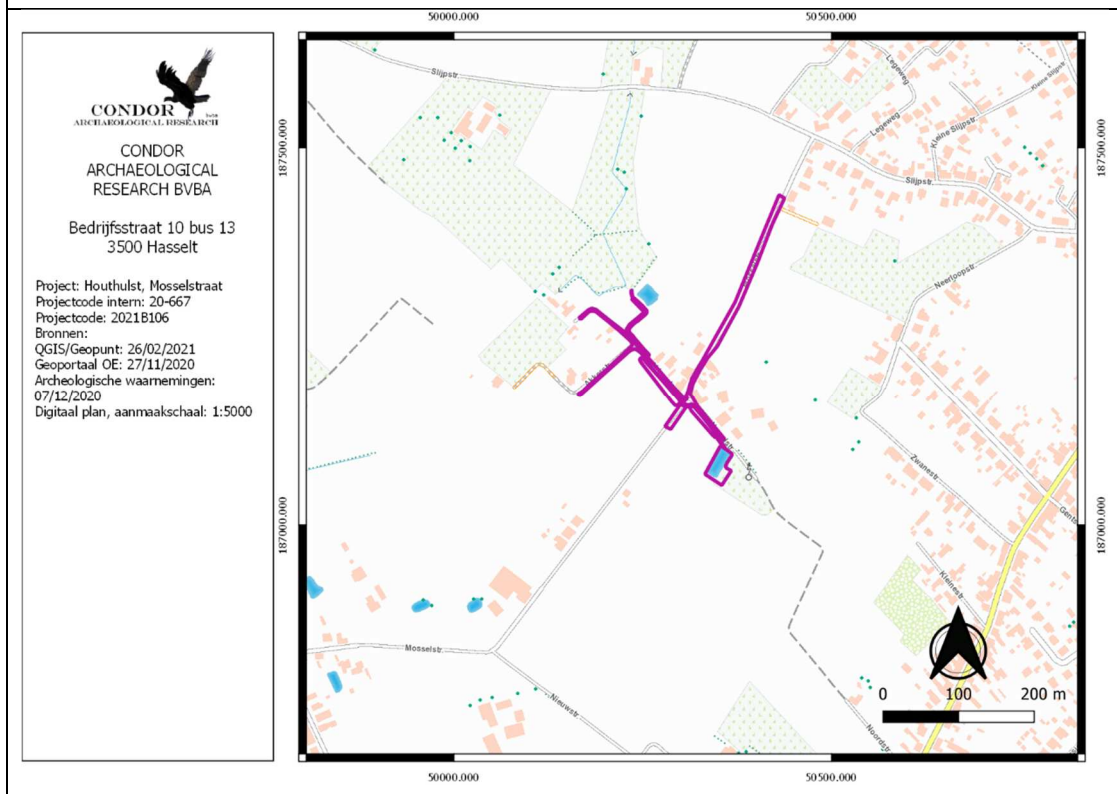 50000.000
50500.000
CONDOR
ARCHAEOLOGICAL RESEARCH
CONDOR
ARCHAEOLOGICAL
RESEARCH BVBA
Bedrijfsstraat 10 bus 13
3500 Hasselt
Project: Houthulst, Mosselstraat
Projectcode intern: 20-667
Projectcode: 2021B106
Bronnen:
QGIS/Geopunt: 26/02/2021
Geoportaal OE: 27/11/2020
Archeologische waarnemingen:
07/12/2020
Digitaal plan, aanmaakschaal: 1:5000
187500.000
187000.000
Slijpstr.
Legeweg
Legeweg
Kleine Slijpstr.
Kleine Slijpstr.
Slijpstr.
Neerloopstr.
Zwanestr.
Kleinestr.
Mosselstr.
Nieuwstr.
Noordstr.
187500.000
187000.000
0 100 200 m
50000.000
50500.000